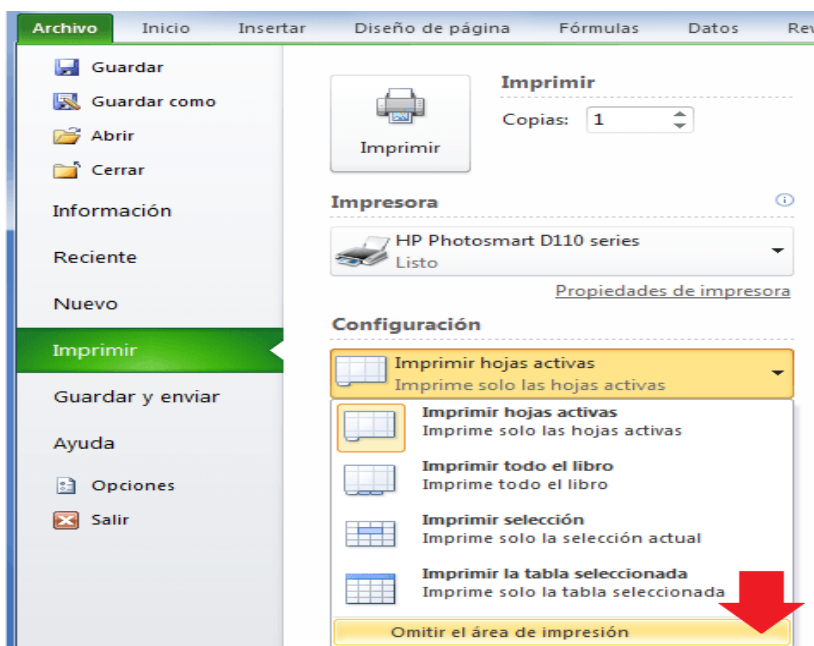 Archivo Inicio Insertar Diseño de página Fórmulas Datos
Guardar
Guardar como
Abrir
Cerrar
Información
Reciente
Nuevo
Imprimir
Guardar y enviar
Ayuda
Opciones
Salir
Imprimir
Imprimir
Copias: 1
Impresora
HP Photosmart D110 series
Listo
Propiedades de impresora
Configuración
Imprimir hojas activas
Imprime solo las hojas activas
Imprimir hojas activas
Imprime solo las hojas activas
Imprimir todo el libro
Imprime todo el libro
Imprimir selección
Imprime solo la selección actual
Imprimir la tabla seleccionada
Imprime solo la tabla seleccionada
Omitir el área de impresión